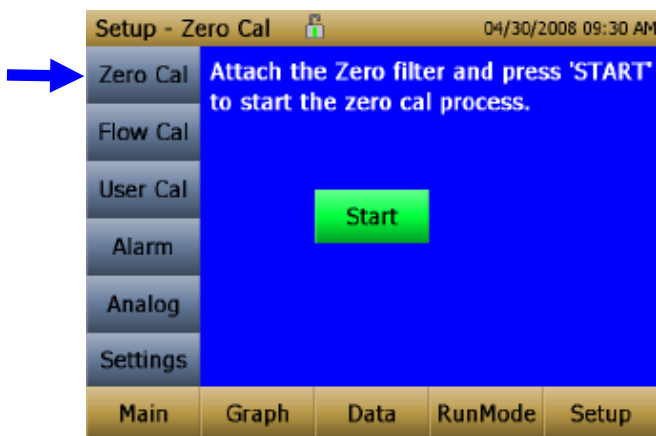 Setup - Zero Cal 04/30/2008 09:30 AM
Zero Cal
Flow Cal
User Cal
Alarm
Analog
Settings
Attach the Zero filter and press 'START'
to start the zero cal process.
Start
Main Graph Data RunMode Setup